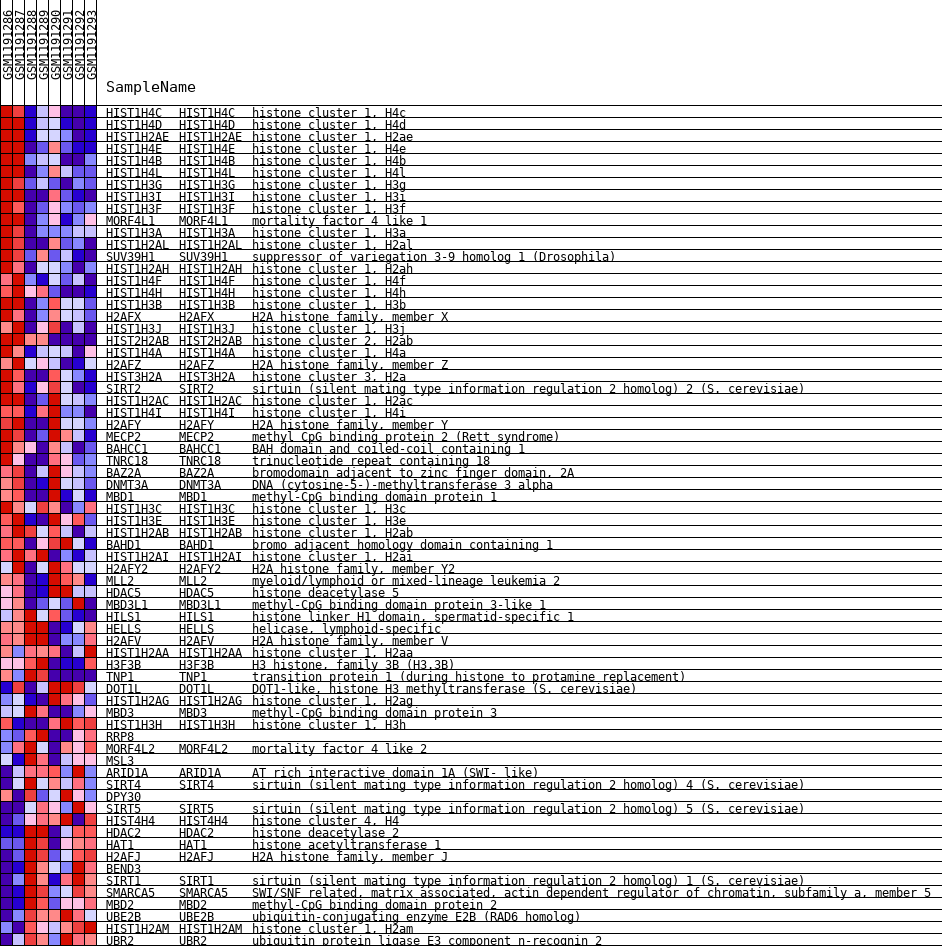 GSM1191286
GSM1191287
GSM1191288
GSM1191289
GSM1191290
GSM1191291
GSM1191292
GSM1191293
SampleName
HIST1H4C HIST1H4C histone cluster 1, H4c
HIST1H4D HIST1H4D histone cluster 1, H4d
HIST1H2AE HIST1H2AE histone cluster 1, H2ae
HIST1H4E HIST1H4E histone cluster 1, H4e
HIST1H4B HIST1H4B histone cluster 1, H4b
HIST1H4L HIST1H4L histone cluster 1, H4l
HIST1H3G HIST1H3G histone cluster 1, H3g
HIST1H3I HIST1H3I histone cluster 1, H3i
HIST1H3F HIST1H3F histone cluster 1, H3f
MORF4L1 MORF4L1 mortality factor 4 like 1
HIST1H3A HIST1H3A histone cluster 1, H3a
HIST1H2AL HIST1H2AL histone cluster 1, H2al
SUV39H1 SUV39H1 suppressor of variegation 3-9 homolog 1 (Drosophila)
HIST1H2AH HIST1H2AH histone cluster 1, H2ah
HIST1H4F HIST1H4F histone cluster 1, H4f
HIST1H4H HIST1H4H histone cluster 1, H4h
HIST1H3B HIST1H3B histone cluster 1, H3b
H2AFX H2AFX H2A histone family, member X
HIST1H3J HIST1H3J histone cluster 1, H3j
HIST2H2AB HIST2H2AB histone cluster 2, H2ab
HIST1H4A HIST1H4A histone cluster 1, H4a
H2AFZ H2AFZ H2A histone family, member Z
HIST3H2A HIST3H2A histone cluster 3, H2a
SIRT2 SIRT2 sirtuin (silent mating type information regulation 2 homolog) 2 (S. cerevisiae)
HIST1H2AC HIST1H2AC histone cluster 1, H2ac
HIST1H4I HIST1H4I histone cluster 1, H4i
H2AFY H2AFY H2A histone family, member Y
MECP2 MECP2 methyl CpG binding protein 2 (Rett syndrome)
BAHCC1 BAHCC1 BAH domain and coiled-coil containing 1
TNRC18 TNRC18 trinucleotide repeat containing 18
BAZ2A BAZ2A bromodomain adjacent to zinc finger domain, 2A
DNMT3A DNMT3A DNA (cytosine-5-)-methyltransferase 3 alpha
MBD1 MBD1 methyl-CpG binding domain protein 1
HIST1H3C HIST1H3C histone cluster 1, H3c
HIST1H3E HIST1H3E histone cluster 1, H3e
HIST1H2AB HIST1H2AB histone cluster 1, H2ab
BAHD1 BAHD1 bromo adjacent homology domain containing 1
HIST1H2AI HIST1H2AI histone cluster 1, H2ai
H2AFY2 H2AFY2 H2A histone family, member Y2
MLL2 MLL2 myeloid/lymphoid or mixed-lineage leukemia 2
HDAC5 HDAC5 histone deacetylase 5
MBD3L1 MBD3L1 methyl-CpG binding domain protein 3-like 1
HILS1 HILS1 histone linker H1 domain, spermatid-specific 1
HELLS HELLS helicase, lymphoid-specific
H2AFV H2AFV H2A histone family, member V
HIST1H2AA HIST1H2AA histone cluster 1, H2aa
H3F3B H3F3B H3 histone, family 3B (H3.3B)
TNP1 TNP1 transition protein 1 (during histone to protamine replacement)
DOT1L DOT1L DOT1-like, histone H3 methyltransferase (S. cerevisiae)
HIST1H2AG HIST1H2AG histone cluster 1, H2ag
MBD3 MBD3 methyl-CpG binding domain protein 3
HIST1H3H HIST1H3H histone cluster 1, H3h
RRP8
MORF4L2 MORF4L2 mortality factor 4 like 2
MSL3
ARID1A ARID1A AT rich interactive domain 1A (SWI- like)
SIRT4 SIRT4 sirtuin (silent mating type information regulation 2 homolog) 4 (S. cerevisiae)
DPY30
SIRT5 SIRT5 sirtuin (silent mating type information regulation 2 homolog) 5 (S. cerevisiae)
HIST4H4 HIST4H4 histone cluster 4, H4
HDAC2 HDAC2 histone deacetylase 2
HAT1 HAT1 histone acetyltransferase 1
H2AFJ H2AFJ H2A histone family, member J
BEND3
SIRT1 SIRT1 sirtuin (silent mating type information regulation 2 homolog) 1 (S. cerevisiae)
SMARCA5 SMARCA5 SWI/SNF related, matrix associated, actin dependent regulator of chromatin, subfamily a, member 5
MBD2 MBD2 methyl-CpG binding domain protein 2
UBE2B UBE2B ubiquitin-conjugating enzyme E2B (RAD6 homolog)
HIST1H2AM HIST1H2AM histone cluster 1, H2am
UBR2 UBR2 ubiquitin protein ligase E3 component n-recognin 2